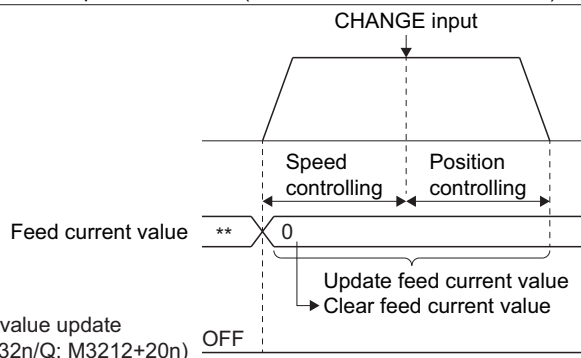 CHANGE input
Speed
controlling
Position
controlling
Feed current value
**
0
Update feed current value
Clear feed current value
value update
32n/Q: M3212+20n)
OFF